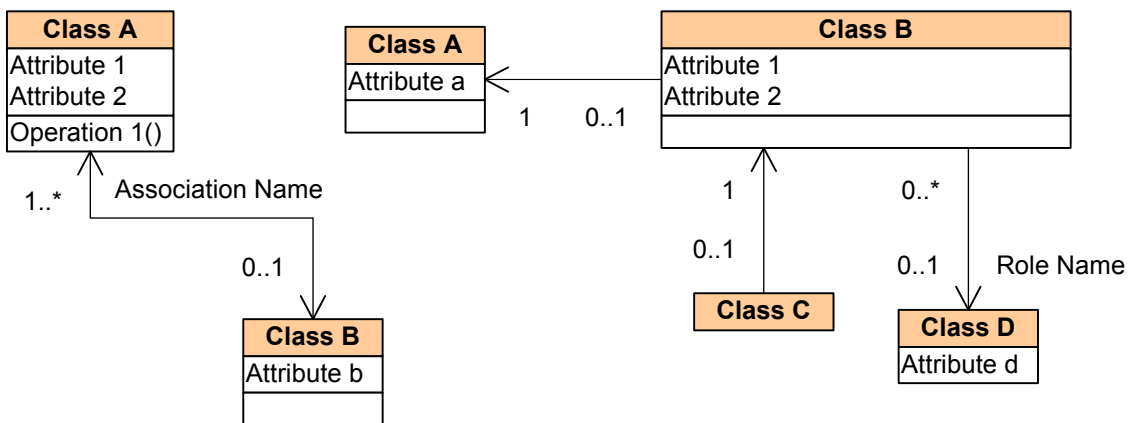 Class A
Attribute 1
Attribute 2
Operation 1()
1..*
Association Name
0..1
Class B
Attribute b
Class A
Attribute a
1
0..1
Class B
Attribute 1
Attribute 2
1
0..1
Class C
0..*
0..1
Role Name
Class D
Attribute d